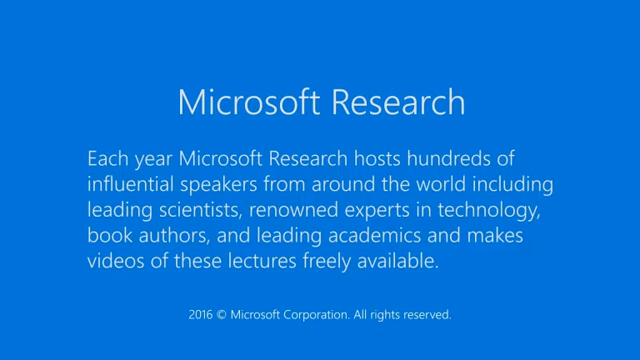 Microsoft Research
Each year Microsoft Research hosts hundreds of
influential speakers from around the world including
leading scientists, renowned experts in technology,
book authors, and leading academics and makes
videos of these lectures freely available.
2016 © Microsoft Corporation. All rights reserved.